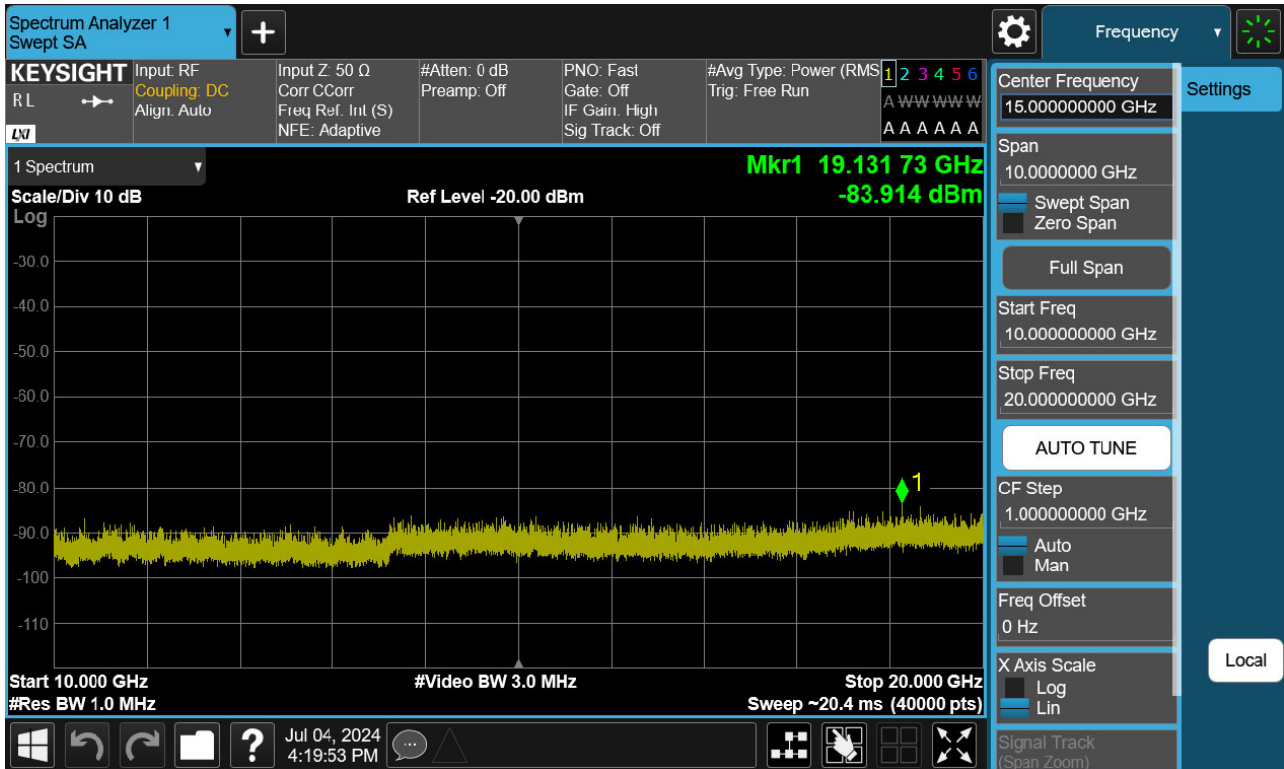 Spectrum Analyzer 1
Swept SA
Frequency
KEYSIGHT
R L
LXI
Input: RF
Coupling: DC
Align: Auto
Input Z: 50 Ω
Corr CCorr
Freq Ref: Int (S)
NFE: Adaptive
#Atten: 0 dB
Preamp: Off
PNO: Fast
Gate: Off
IF Gain: High
Sig Track: Off
#Avg Type: Power (RMS
Trig: Free Run
1 2 3 4 5 6
A W W W W W
A A A A A A
1 Spectrum
Scale/Div 10 dB
Log
Ref Level -20.00 dBm
Mkr1 19.131 73 GHz
-83.914 dBm
-30.0
-40.0
-50.0
-60.0
-70.0
-80.0
-90.0
-100
-110
1
Start 10.000 GHz
#Res BW 1.0 MHz
#Video BW 3.0 MHz
Stop 20.000 GHz
Sweep ~20.4 ms (40000 pts)
Center Frequency
15.000000000 GHz
Span
10.0000000 GHz
Swept Span
Zero Span
Full Span
Start Freq
10.000000000 GHz
Stop Freq
20.000000000 GHz
AUTO TUNE
CF Step
1.000000000 GHz
Auto
Man
Freq Offset
0 Hz
X Axis Scale
Log
Lin
Signal Track
(Span Zoom)
Settings
Local
?
Jul 04, 2024
4:19:53 PM